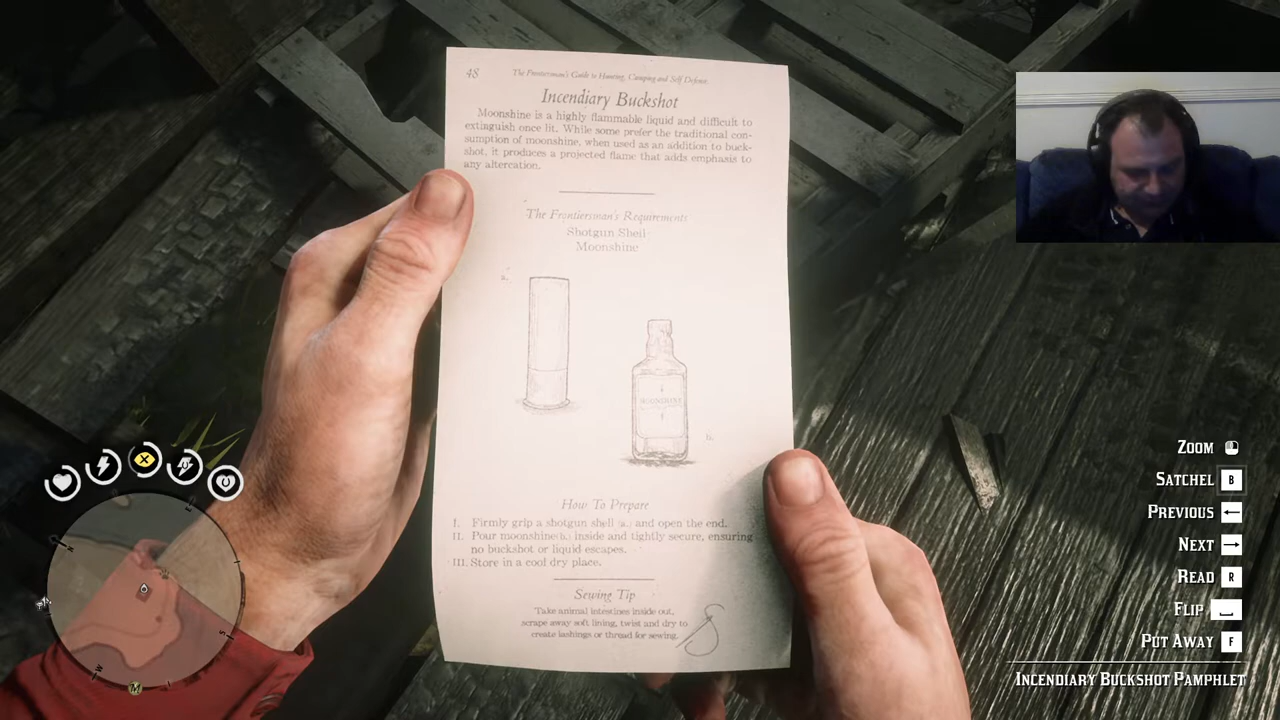 48
The Frontiersman's Guide to Hunting, Camping and Self Defense.
Incendiary Buckshot
Moonshine is a highly flammable liquid and difficult to
extinguish once lit. While some prefer the traditional con-
sumption of moonshine, when used as an addition to buck-
shot, it produces a projected flame that adds emphasis to
any altercation.
The Frontiersman's Requirements
Shotgun Shell
Moonshine
a.
MOONSHINE
b.
How To Prepare
I. Firmly grip a shotgun shell (a.) and open the end.
II. Pour moonshine (b.) inside and tightly secure, ensuring
no buckshot or liquid escapes.
III. Store in a cool dry place.
Sewing Tip
Take animal intestines inside out,
scrape away soft lining, twist and dry to
create lashings or thread for sewing.
ZOOM
SATCHEL B
PREVIOUS ←
NEXT →
READ R
FLIP
PUT AWAY F
INCENDIARY BUCKSHOT PAMPHLET
N
E
S
W
M